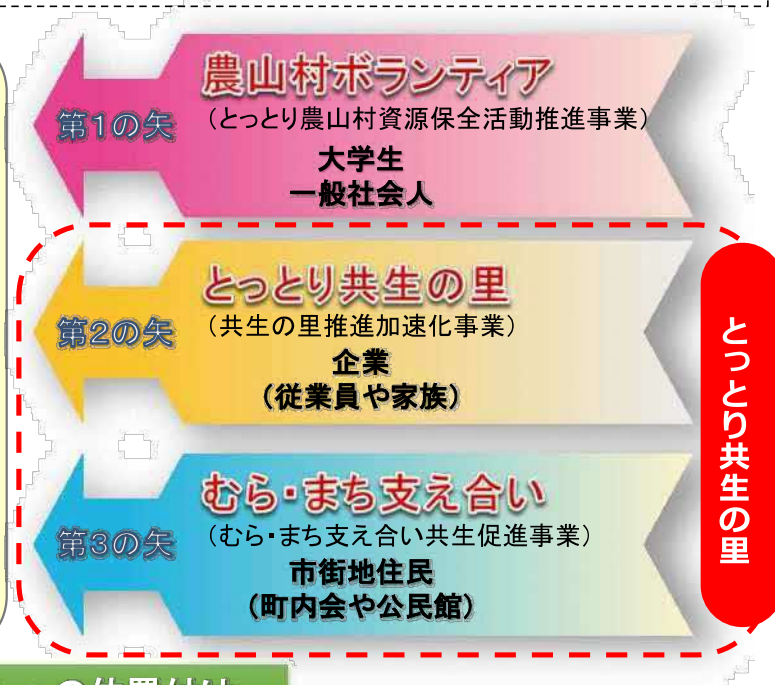 農山村ボランティア
第1の矢
（とっとり農山村資源保全活動推進事業）
大学生
一般社会人
とっとり共生の里
第2の矢
（共生の里推進加速化事業）
企業
（従業員や家族）
むら・まち支え合い
第3の矢
（むら・まち支え合い共生促進事業）
市街地住民
（町内会や公民館）
とっとり共生の里
の位置付け